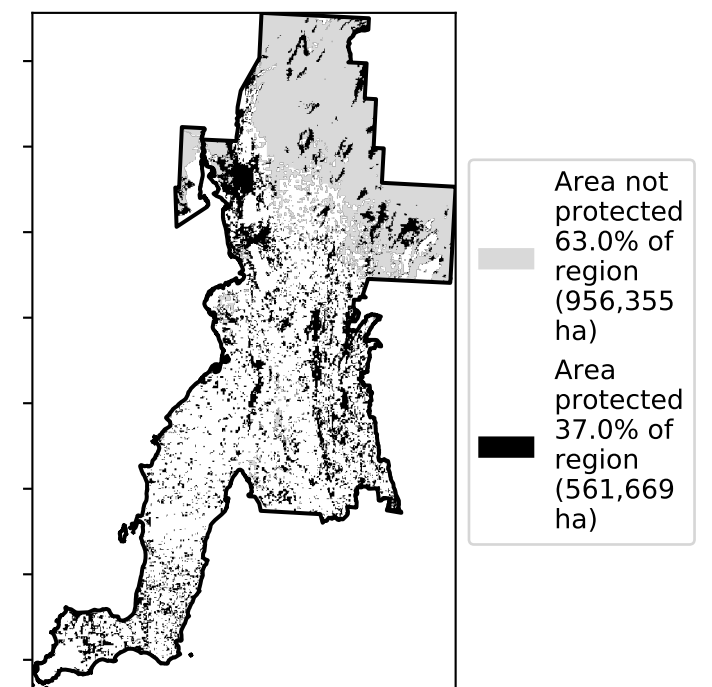 Area not
protected
63.0% of
region
(956,355
ha)
Area
protected
37.0% of
region
(561,669
ha)